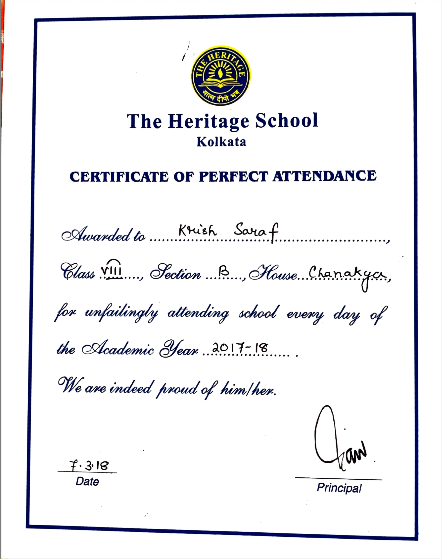 THE HERITAGE
The Heritage School
Kolkata
CERTIFICATE OF PERFECT ATTENDANCE
Awarded to Krish Saraf,
Class VIII, Section B, House Chanakya,
for unfailingly attending school every day of
the Academic Year 2017-18.
We are indeed proud of him/her.
7.3.18
Date
Principal